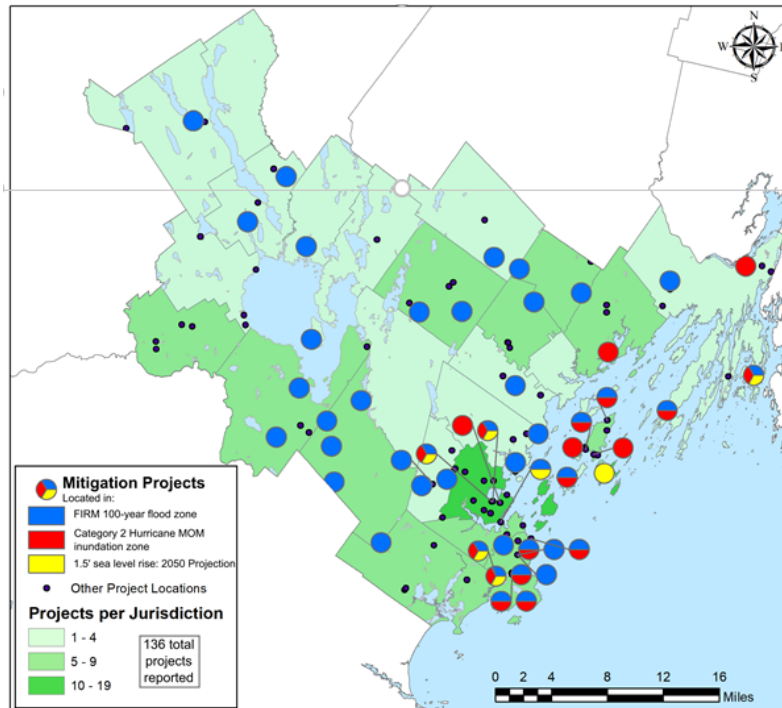 N
W
S
Mitigation Projects
Located in:
FIRM 100-year flood zone
Category 2 Hurricane MOM
inundation zone
1.5' sea level rise: 2050 Projection
Other Project Locations
Projects per Jurisdiction
1 - 4
5 - 9
10 - 19
136 total
projects
reported
0 2 4 8 12 16
Miles